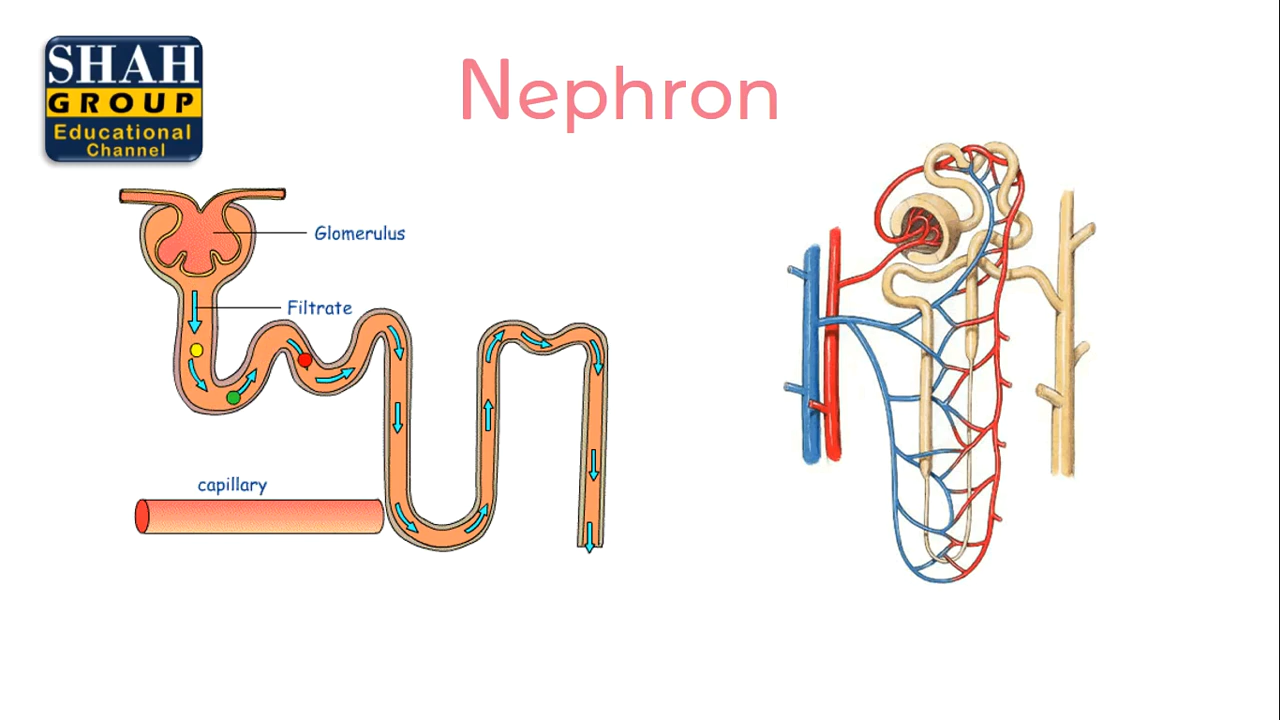 SHAH
GROUP
Educational
Channel
Nephron
Glomerulus
Filtrate
capillary